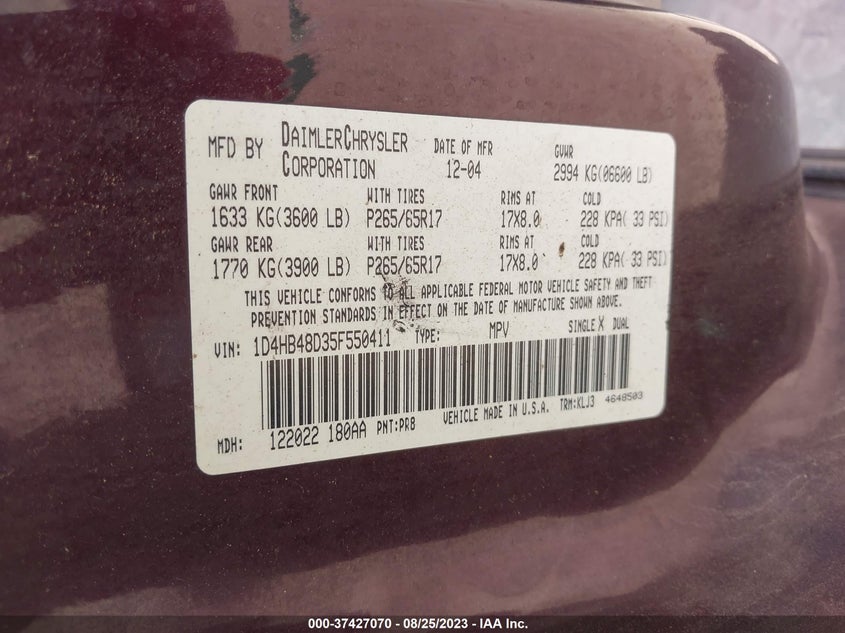 MFD BY DAIMLERCHRYSLER CORPORATION DATE OF MFR 12-04 GVWR 2994 KG(06600 LB)
GAWR FRONT WITH TIRES RIMS AT COLD
1633 KG(3600 LB) P265/65R17 17X8.0 228 KPA( 33 PSI)
GAWR REAR WITH TIRES RIMS AT COLD
1770 KG(3900 LB) P265/65R17 17X8.0 228 KPA( 33 PSI)
THIS VEHICLE CONFORMS TO ALL APPLICABLE FEDERAL MOTOR VEHICLE SAFETY AND THEFT
PREVENTION STANDARDS IN EFFECT ON THE DATE OF MANUFACTURE SHOWN ABOVE.
VIN: 1D4HB48D35F550411 TYPE: MPV SINGLE X DUAL
MDH: 122022 180AA PNT:PR8 VEHICLE MADE IN U.S.A. TRM:KLJ3 4648503
000-37427070 - 08/25/2023 - IAA Inc.